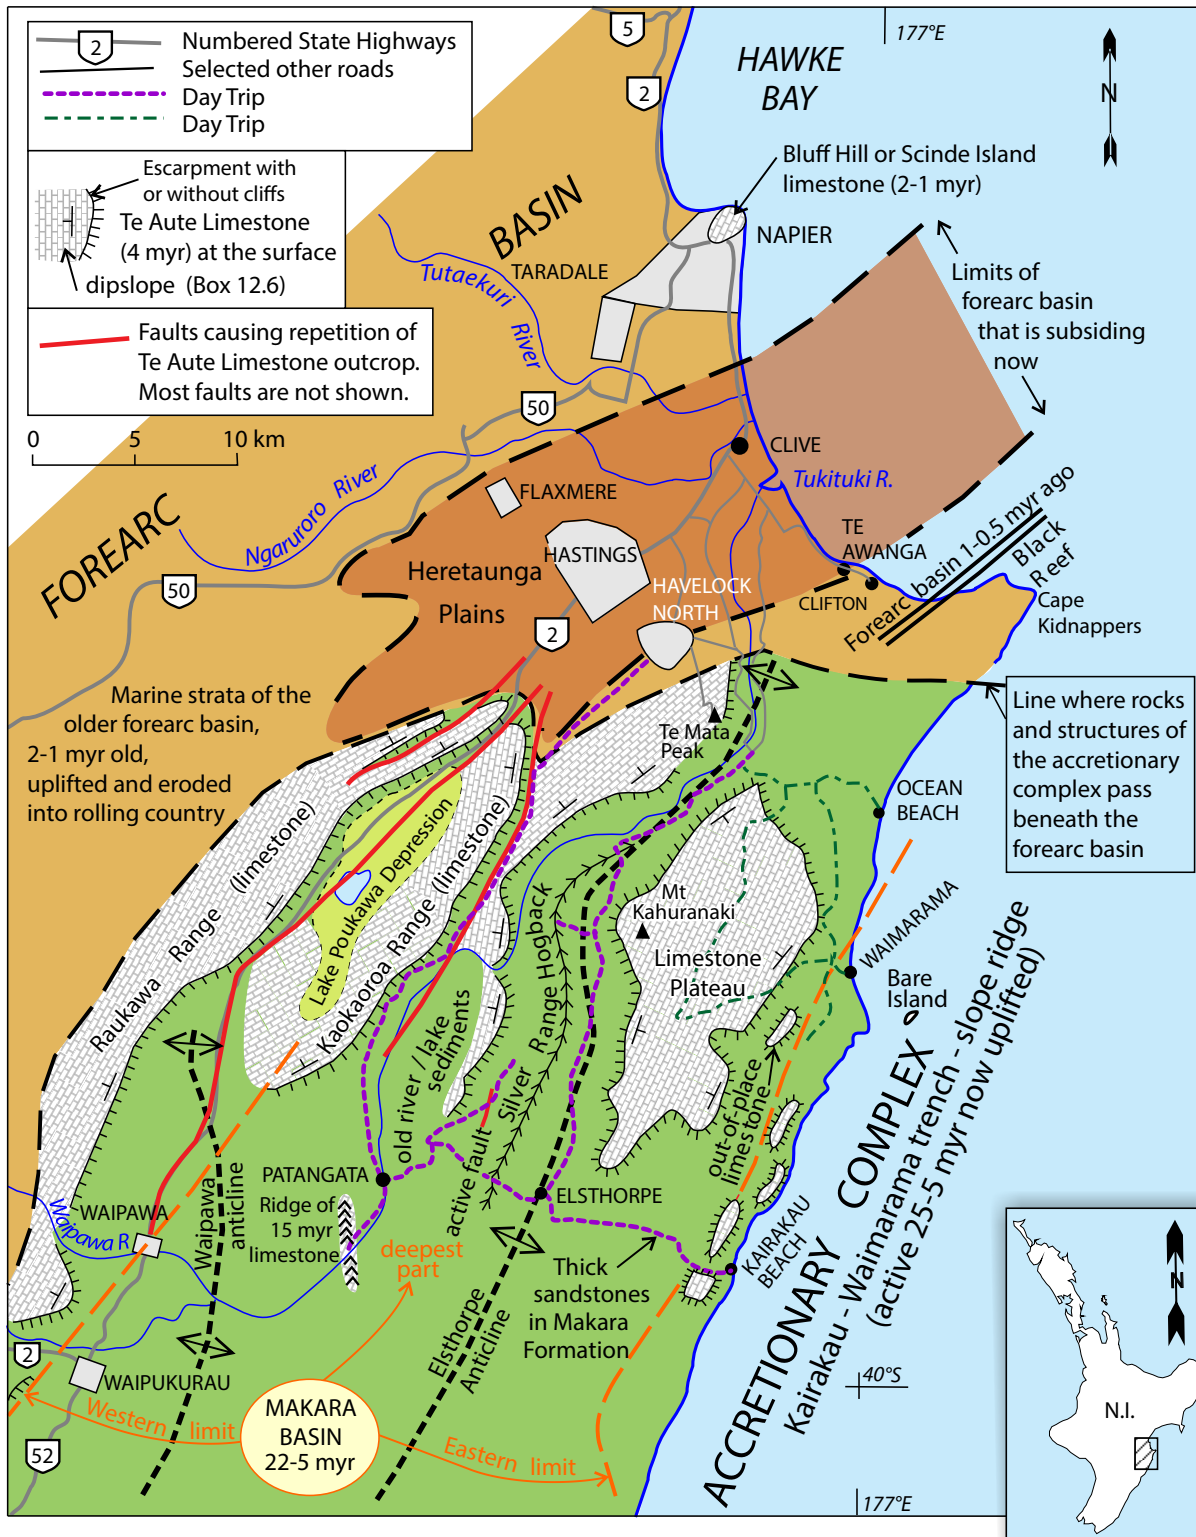 2
Numbered State Highways
Selected other roads
Day Trip
Day Trip
Escarpment with
or without cliffs
Te Aute Limestone
(4 myr) at the surface
dipslope (Box 12.6)
Faults causing repetition of
Te Aute Limestone outcrop.
Most faults are not shown.
0 5 10 km
5
2
177°E
HAWKE
BAY
N
Bluff Hill or Scinde Island
limestone (2-1 myr)
NAPIER
BASIN
TARADALE
Tutaekuri
River
Limits of
forearc basin
that is subsiding
now
50
CLIVE
Tukituki R.
Ngaruroro River
FLAXMERE
FOREARC
HASTINGS
Heretaunga
Plains
HAVELOCK
NORTH
TE
AWANGA
CLIFTON
Forearc basin 1-0.5 myr ago
Black
Reef
Cape
Kidnappers
50
2
Marine strata of the
older forearc basin,
2-1 myr old,
uplifted and eroded
into rolling country
Te Mata
Peak
Line where rocks
and structures of
the accretionary
complex pass
beneath the
forearc basin
OCEAN
BEACH
Raukawa Range (limestone)
Lake Poukawa Depression
Kaokaoroa Range (limestone)
Silver Range Hogback
Mt
Kahuranaki
Limestone
Plateau
WAIMARAMA
Bare
Island
old river / lake
sediments
active fault
out-of-place
limestone
ACCRETIONARY COMPLEX
Kairakau - Waimarama trench - slope ridge
(active 25-5 myr now uplifted)
PATANGATA
Ridge of
15 myr
limestone
ELSTHORPE
WAIPAWA
Waipawa R
Waipawa
anticline
deepest
part
Thick
sandstones
in Makara
Formation
KAIRAKAU
BEACH
Elsthorpe
Anticline
2
WAIPUKURAU
Western limit
MAKARA
BASIN
22-5 myr
Eastern limit
52
40°S
177°E
N
N.I.